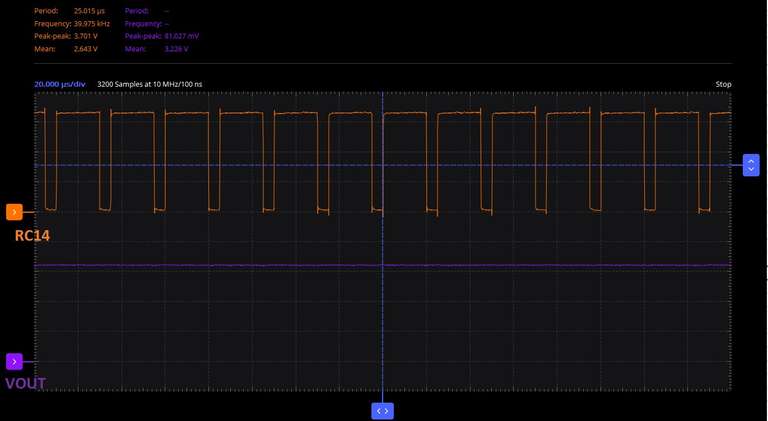 Period: 25.015 µs Period: --
Frequency: 39.975 kHz Frequency: --
Peak-peak: 3.701 V Peak-peak: 81.027 mV
Mean: 2.643 V Mean: 3.226 V
20.000 µs/div 3200 Samples at 10 MHz/100 ns Stop
RC14
VOUT